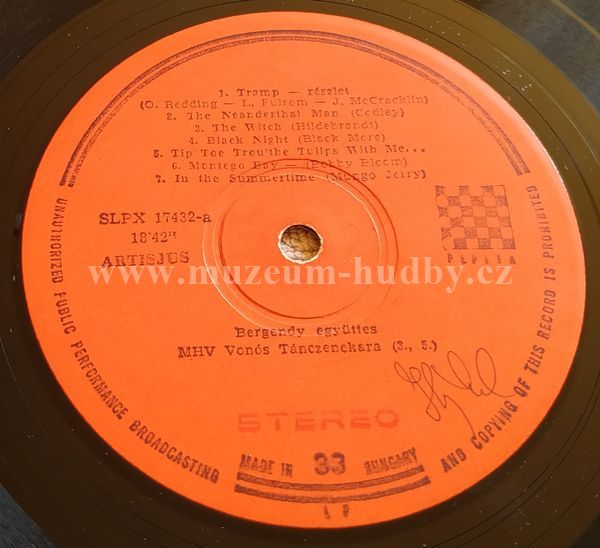 1. Tramp — részlet
(O. Redding — L. Fulsom — J. McCracklin)
2. The Neanderthal Man (Godley)
3. The Witch (Hildebrandt)
4. Black Night (Black More)
5. Tip Toe Trou'the Tulips With Me...
6. Montego Bay — (Bobby Bloom)
7. In the Summertime (Mungo Jerry)
SLPX 17432-a
18'42"
ARTISJUS
PEPITA
www.muzeum-hudby.cz
Bergendy együttes
MHV Vonós Tánczenekara (3., 5.)
STEREO
MADE IN 33 HUNGARY
LP
UNAUTHORIZED PUBLIC PERFORMANCE BROADCASTING
AND COPYING OF THIS RECORD IS PROHIBITED